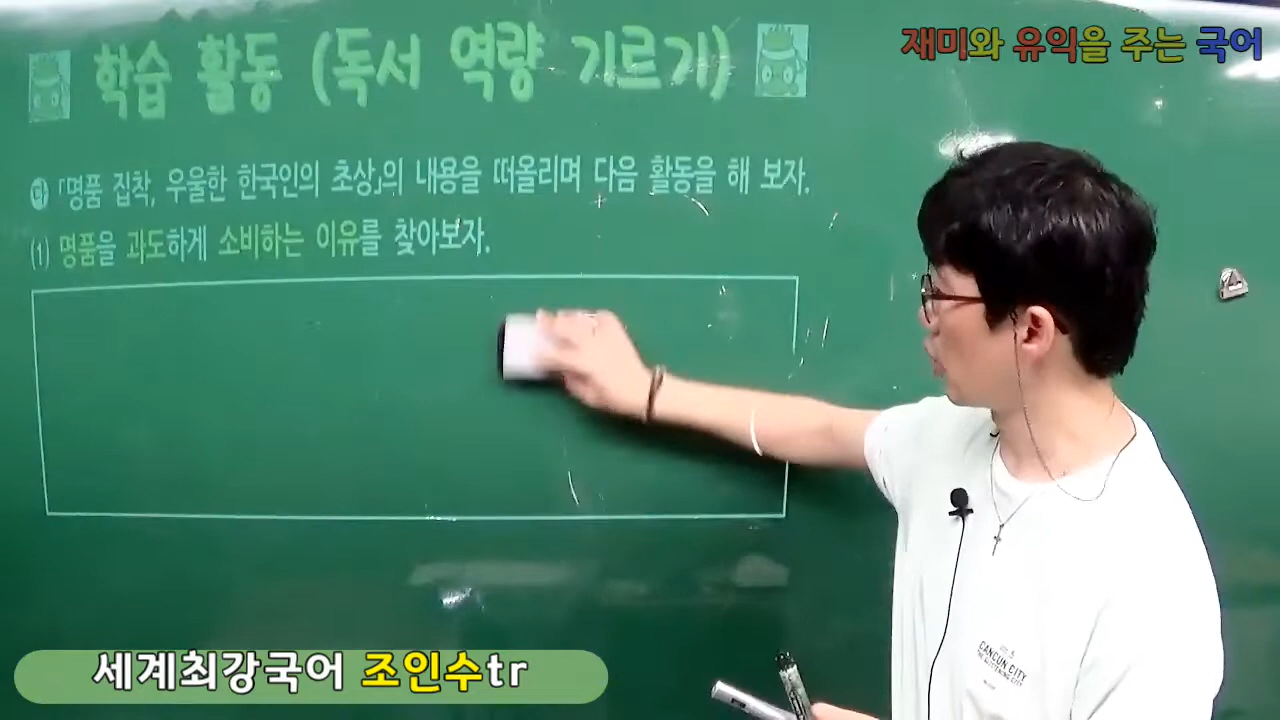 재미와 유익을 주는 국어
학습 활동 (독서 역량 기르기)
「명품 집착, 우울한 한국인의 초상」의 내용을 떠올리며 다음 활동을 해 보자.
(1) 명품을 과도하게 소비하는 이유를 찾아보자.
CANCUN CITY
세계최강국어 조인수tr